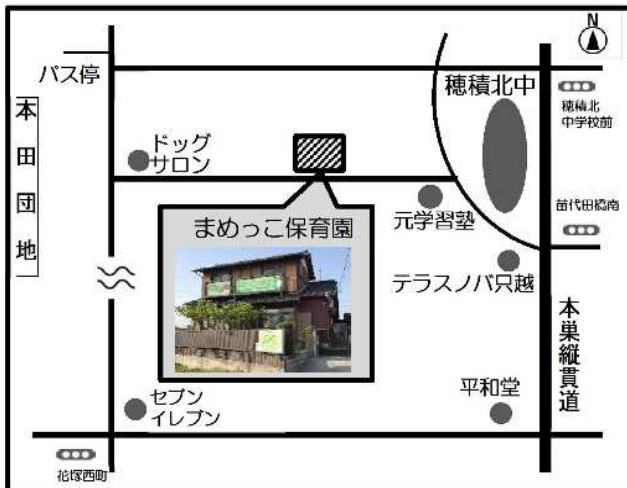 N
バス停
穂積北中
穂積北
中学校前
本田団地
ドッグ
サロン
元学習塾
苗代田橋南
まめっこ保育園
テラスノバ只越
本巣縦貫道
セブン
イレブン
平和堂
花塚西町